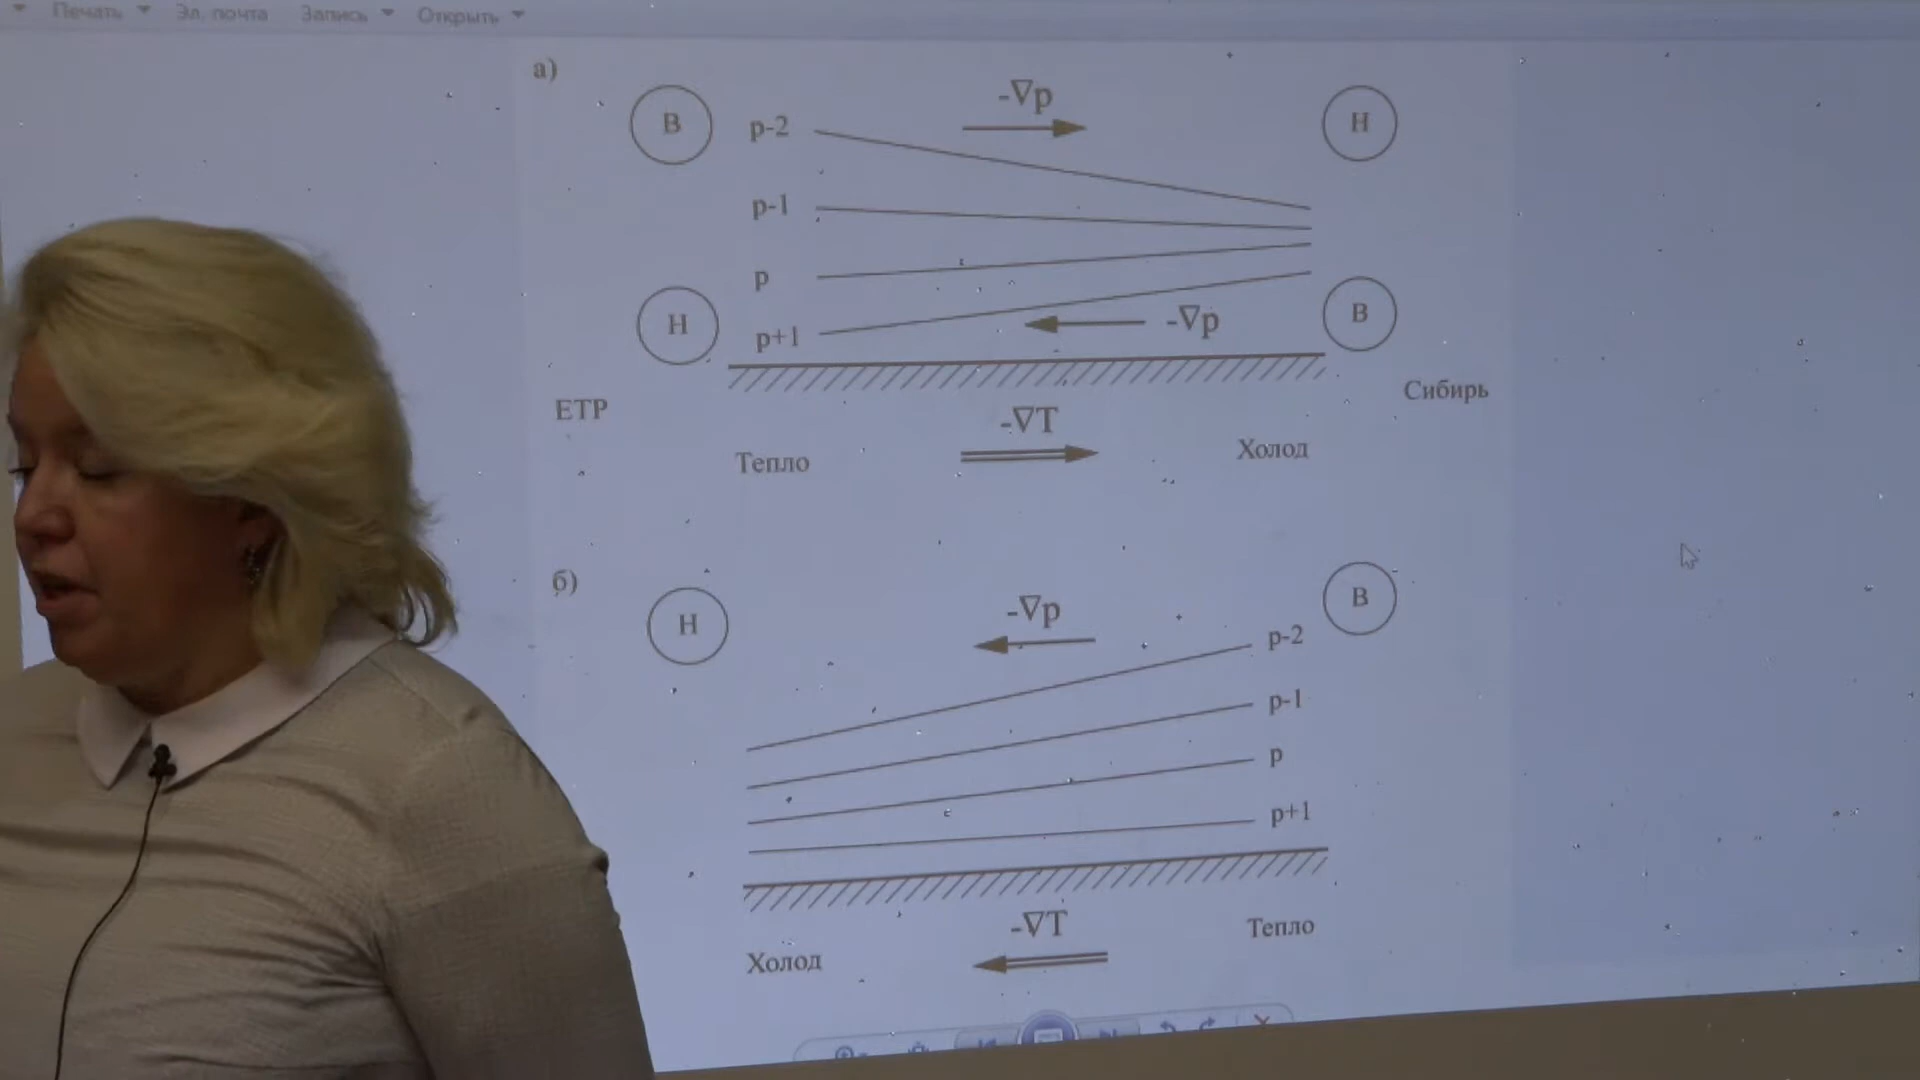 Печать Эл. почта Запись Открыть
а)
-∇p
В p-2 Н
p-1
p
Н p+1 -∇p В
ЕТР Сибирь
-∇T
Тепло Холод
б)
Н -∇p В
p-2
p-1
p
p+1
-∇T
Холод Тепло